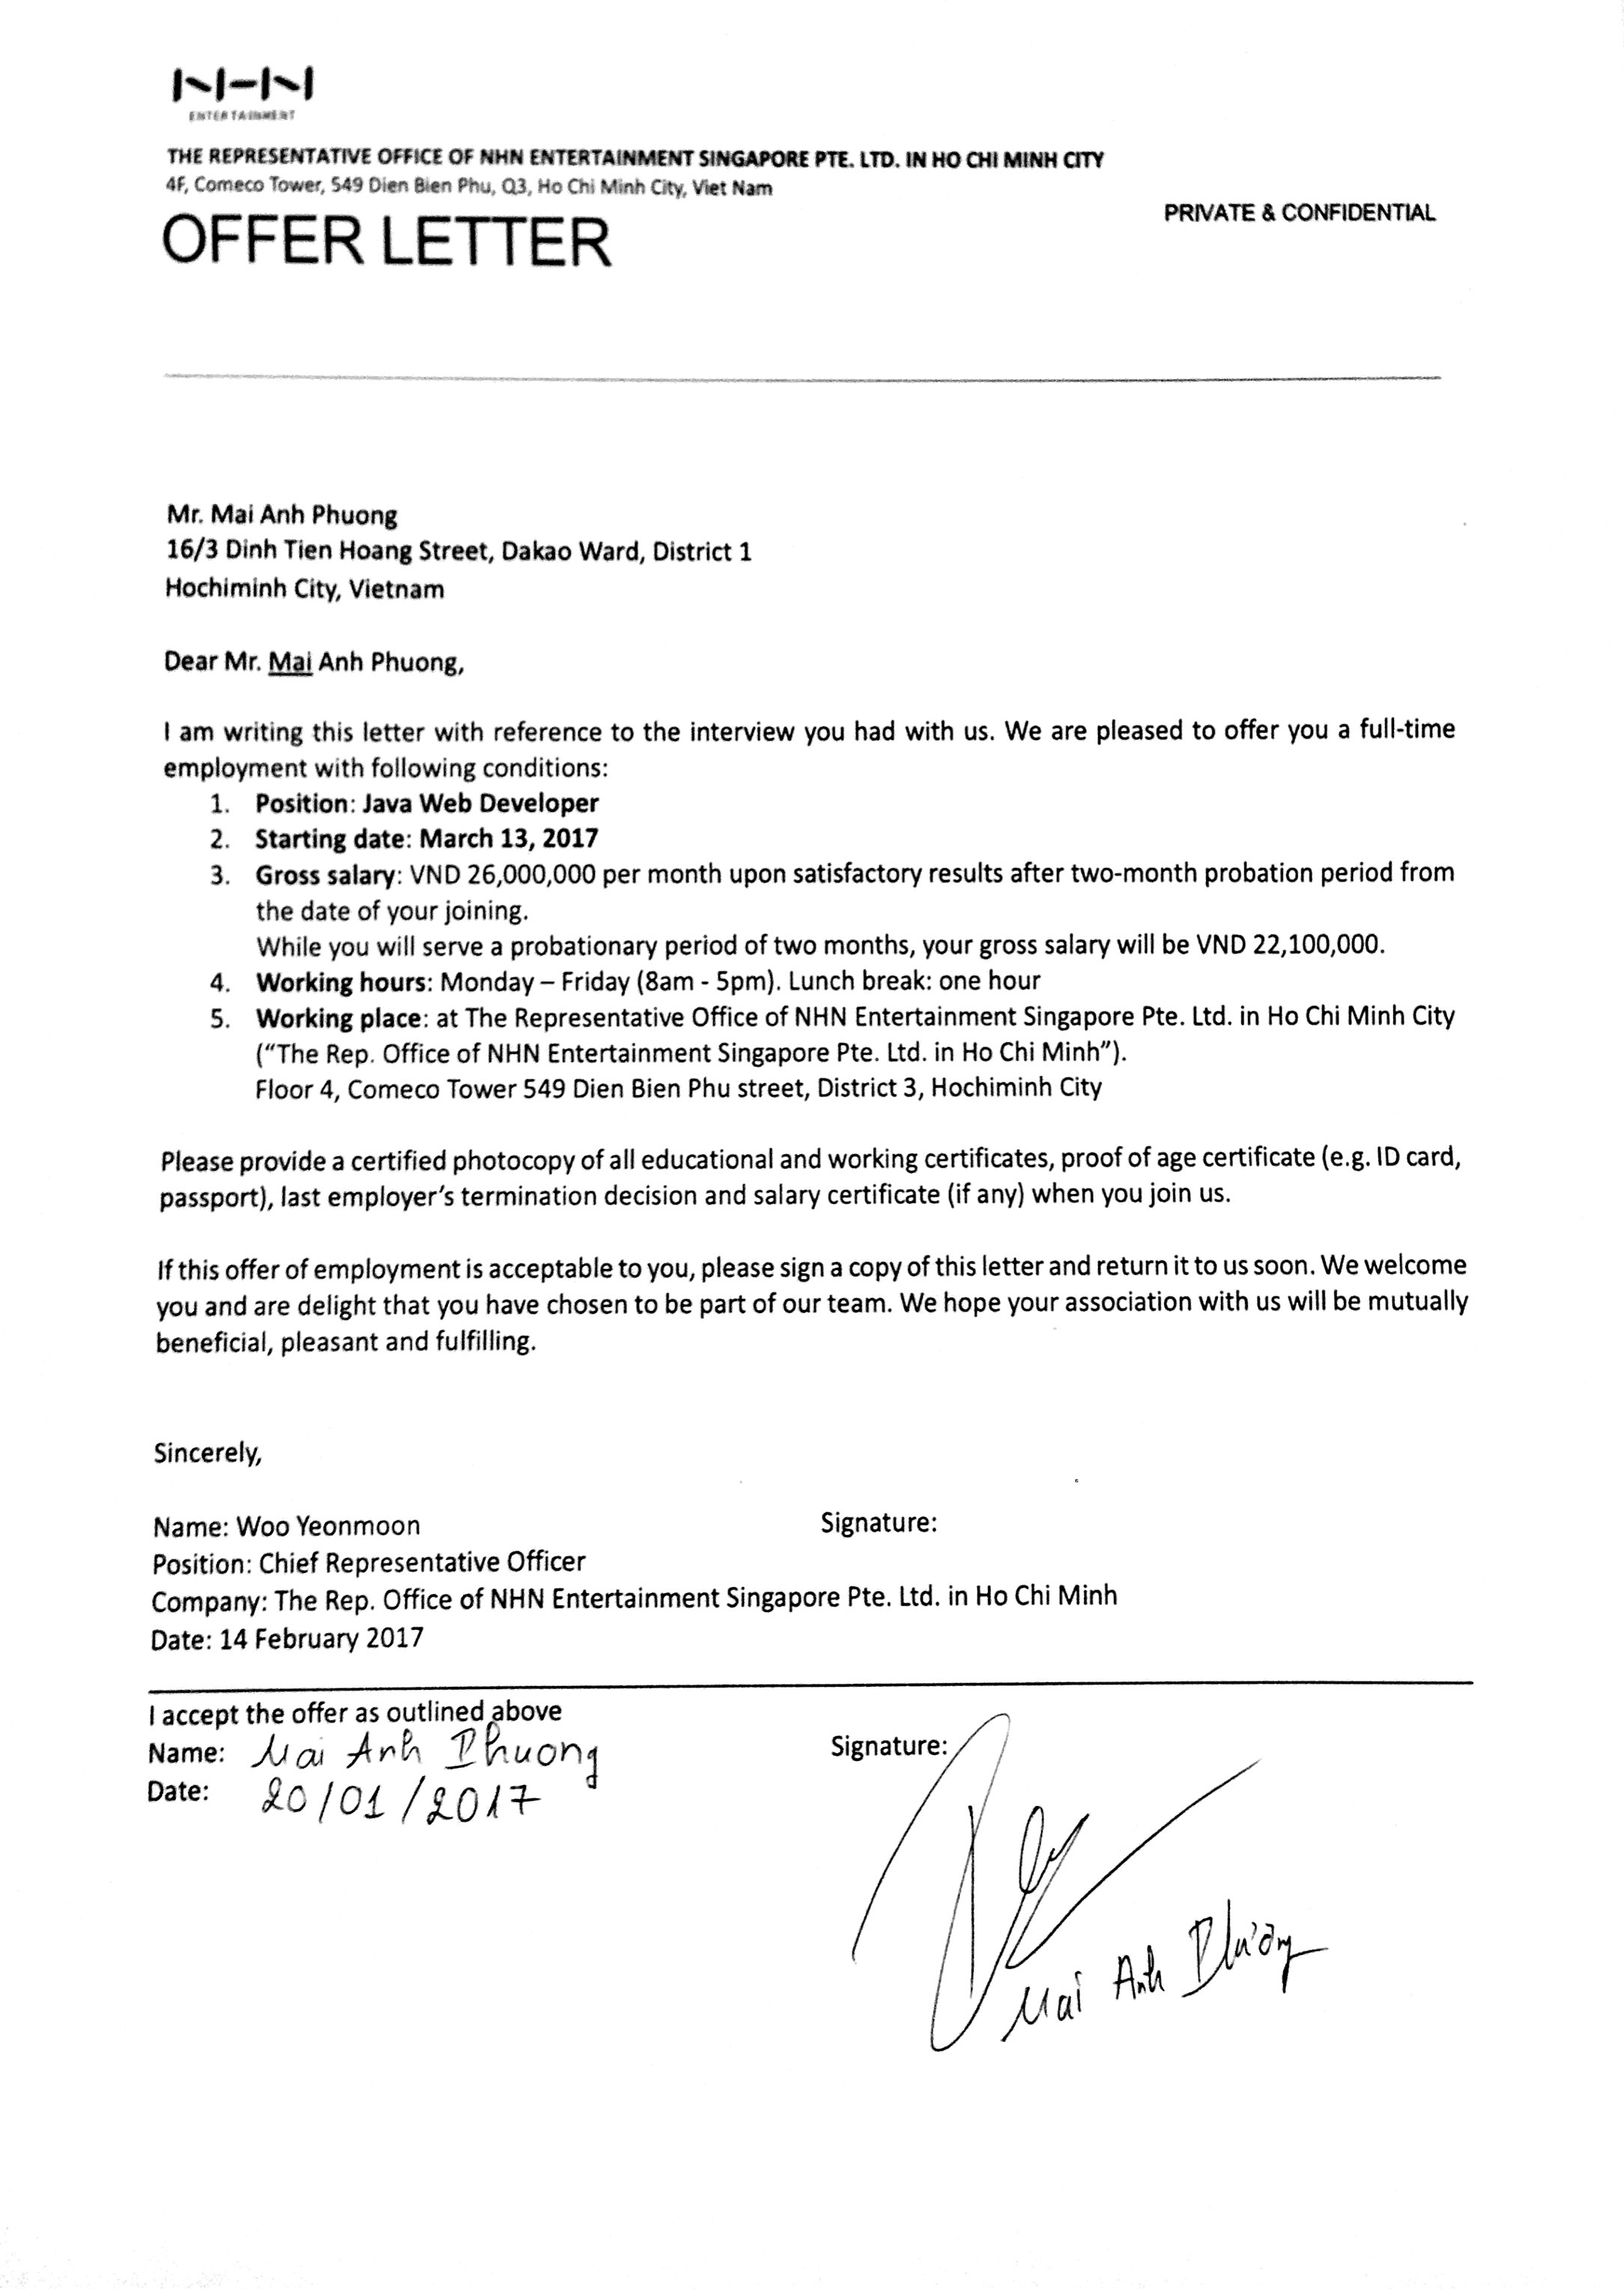 NHN
ENTERTAINMENT
THE REPRESENTATIVE OFFICE OF NHN ENTERTAINMENT SINGAPORE PTE. LTD. IN HO CHI MINH CITY
4F, Comeco Tower, 549 Dien Bien Phu, Q3, Ho Chi Minh City, Viet Nam
PRIVATE & CONFIDENTIAL
OFFER LETTER
Mr. Mai Anh Phuong
16/3 Dinh Tien Hoang Street, Dakao Ward, District 1
Hochiminh City, Vietnam
Dear Mr. Mai Anh Phuong,
I am writing this letter with reference to the interview you had with us. We are pleased to offer you a full-time
employment with following conditions:
1. Position: Java Web Developer
2. Starting date: March 13, 2017
3. Gross salary: VND 26,000,000 per month upon satisfactory results after two-month probation period from
the date of your joining.
While you will serve a probationary period of two months, your gross salary will be VND 22,100,000.
4. Working hours: Monday – Friday (8am - 5pm). Lunch break: one hour
5. Working place: at The Representative Office of NHN Entertainment Singapore Pte. Ltd. in Ho Chi Minh City
(“The Rep. Office of NHN Entertainment Singapore Pte. Ltd. in Ho Chi Minh”).
Floor 4, Comeco Tower 549 Dien Bien Phu street, District 3, Hochiminh City
Please provide a certified photocopy of all educational and working certificates, proof of age certificate (e.g. ID card,
passport), last employer’s termination decision and salary certificate (if any) when you join us.
If this offer of employment is acceptable to you, please sign a copy of this letter and return it to us soon. We welcome
you and are delight that you have chosen to be part of our team. We hope your association with us will be mutually
beneficial, pleasant and fulfilling.
Sincerely,
Name: Woo Yeonmoon Signature:
Position: Chief Representative Officer
Company: The Rep. Office of NHN Entertainment Singapore Pte. Ltd. in Ho Chi Minh
Date: 14 February 2017
I accept the offer as outlined above
Name: Mai Anh Phuong Signature:
Date: 20/01/2017
Mai Anh Phương